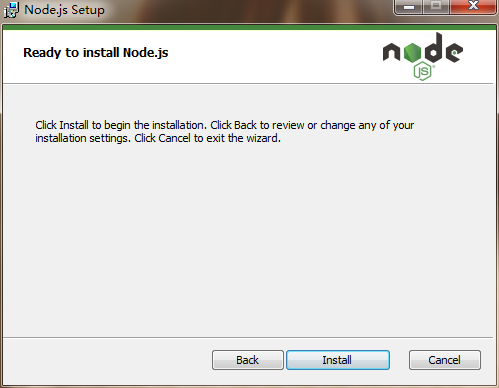 Node.js Setup
Ready to install Node.js
node
JS
Click Install to begin the installation. Click Back to review or change any of your
installation settings. Click Cancel to exit the wizard.
Back
Install
Cancel